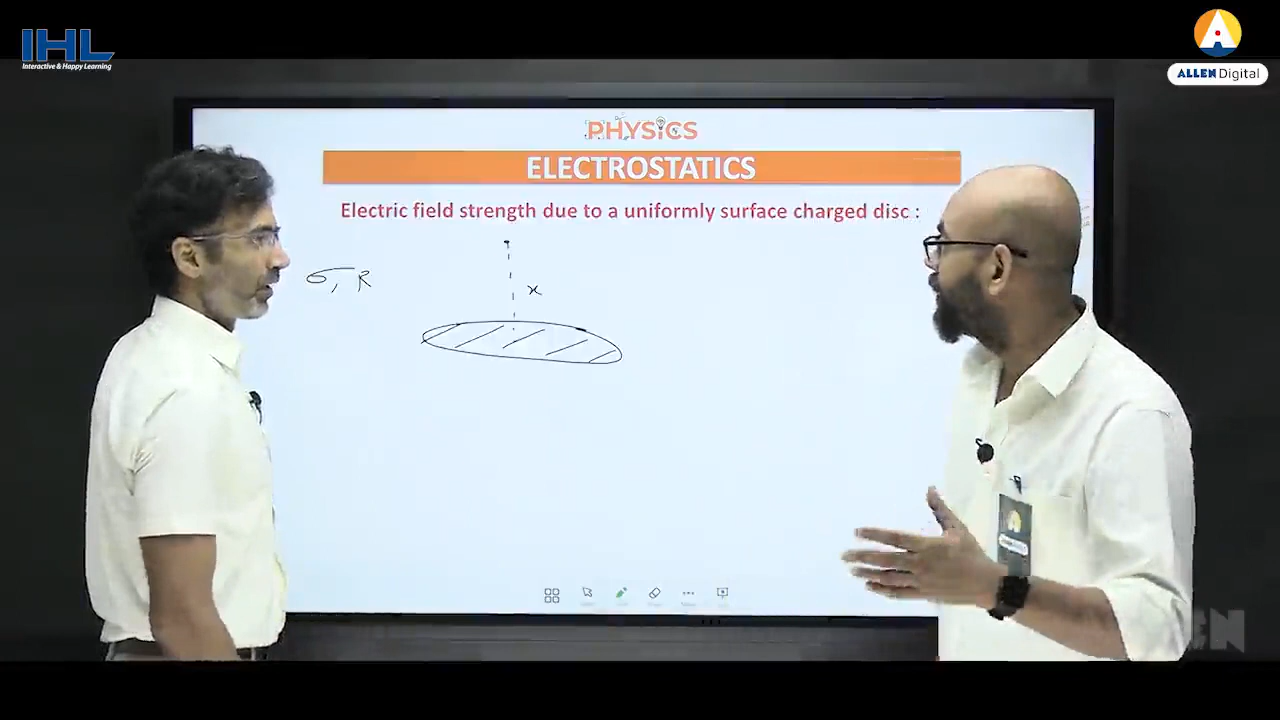 IHL
Interactive & Happy Learning
ALLEN Digital
PHYSICS
ELECTROSTATICS
Electric field strength due to a uniformly surface charged disc :
σ, R
x